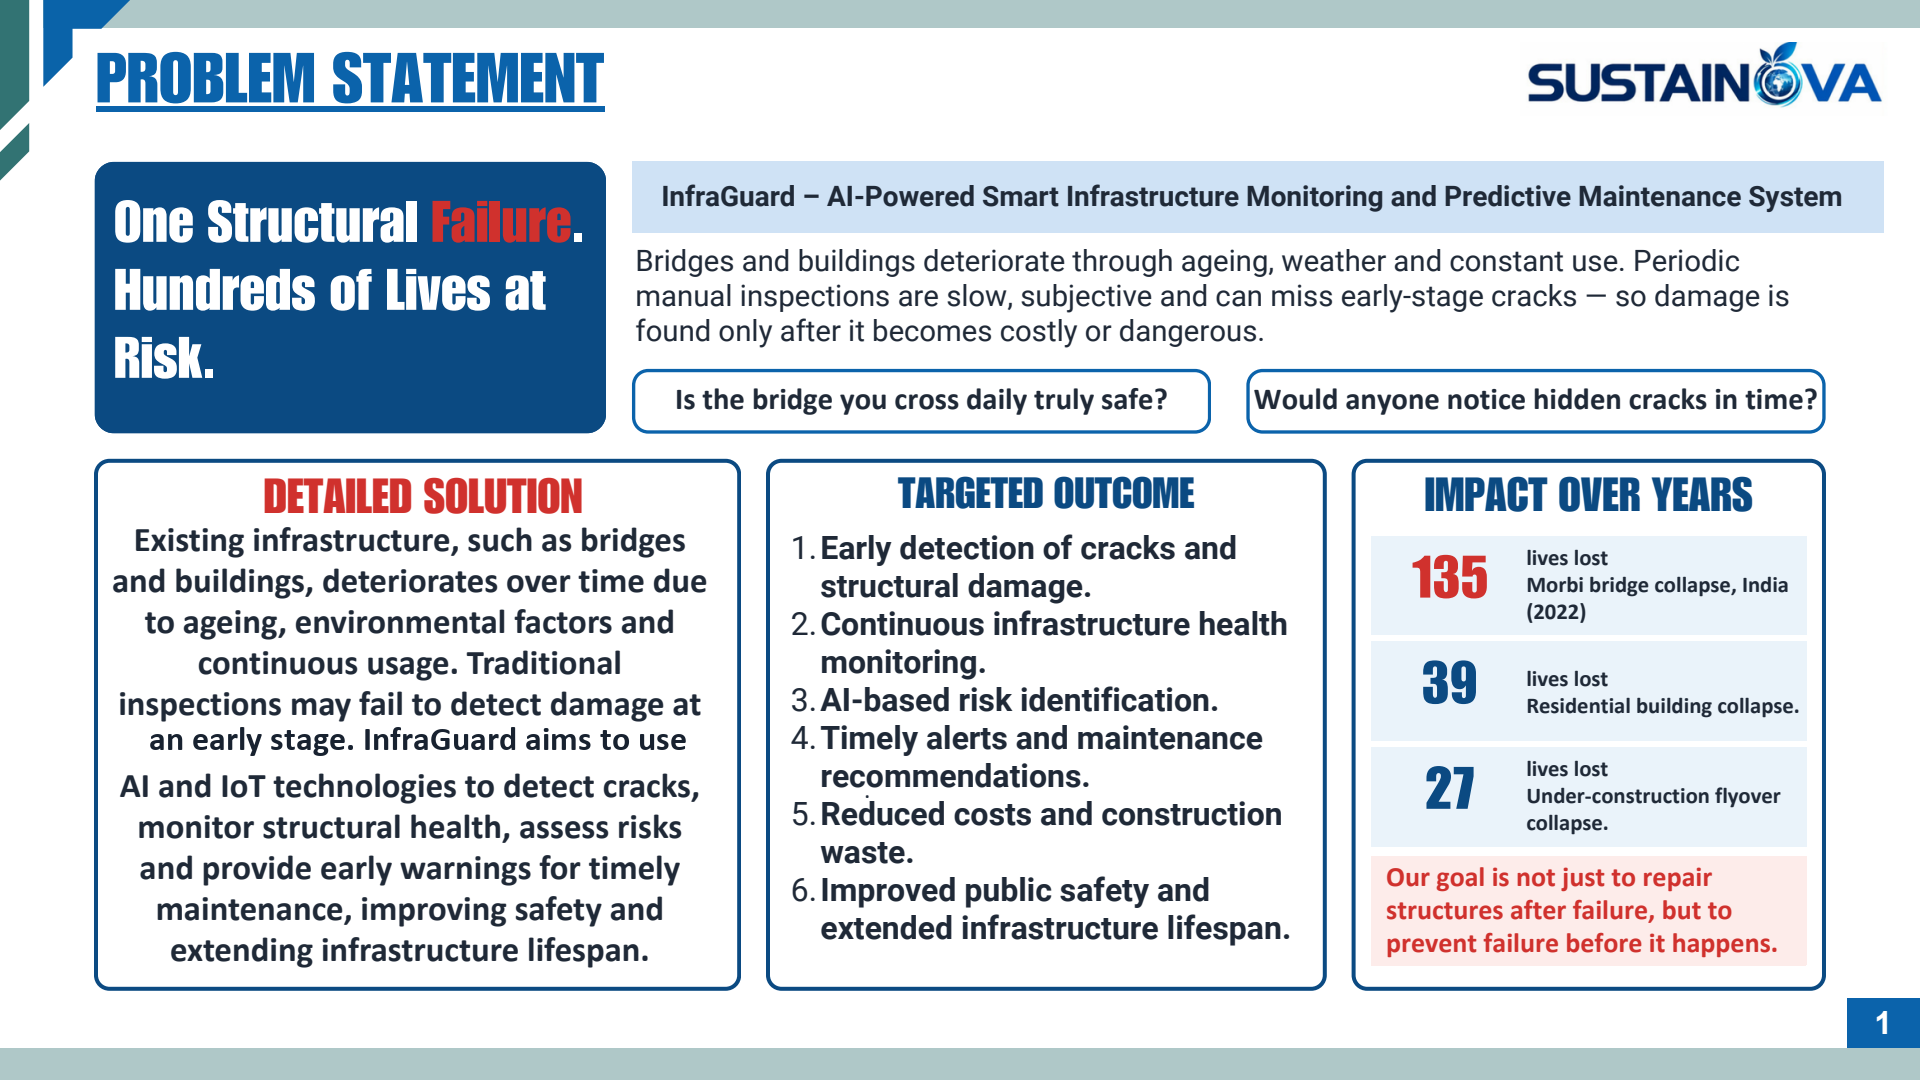 PROBLEM STATEMENT
SUSTAINOVA
One Structural Failure.
Hundreds of Lives at
Risk.
InfraGuard – AI-Powered Smart Infrastructure Monitoring and Predictive Maintenance System
Bridges and buildings deteriorate through ageing, weather and constant use. Periodic
manual inspections are slow, subjective and can miss early-stage cracks — so damage is
found only after it becomes costly or dangerous.
Is the bridge you cross daily truly safe?
Would anyone notice hidden cracks in time?
DETAILED SOLUTION
Existing infrastructure, such as bridges
and buildings, deteriorates over time due
to ageing, environmental factors and
continuous usage. Traditional
inspections may fail to detect damage at
an early stage. InfraGuard aims to use
AI and IoT technologies to detect cracks,
monitor structural health, assess risks
and provide early warnings for timely
maintenance, improving safety and
extending infrastructure lifespan.
TARGETED OUTCOME
1. Early detection of cracks and
structural damage.
2. Continuous infrastructure health
monitoring.
3. AI-based risk identification.
4. Timely alerts and maintenance
recommendations.
5. Reduced costs and construction
waste.
6. Improved public safety and
extended infrastructure lifespan.
IMPACT OVER YEARS
135
lives lost
Morbi bridge collapse, India
(2022)
39
lives lost
Residential building collapse.
27
lives lost
Under-construction flyover
collapse.
Our goal is not just to repair
structures after failure, but to
prevent failure before it happens.
1